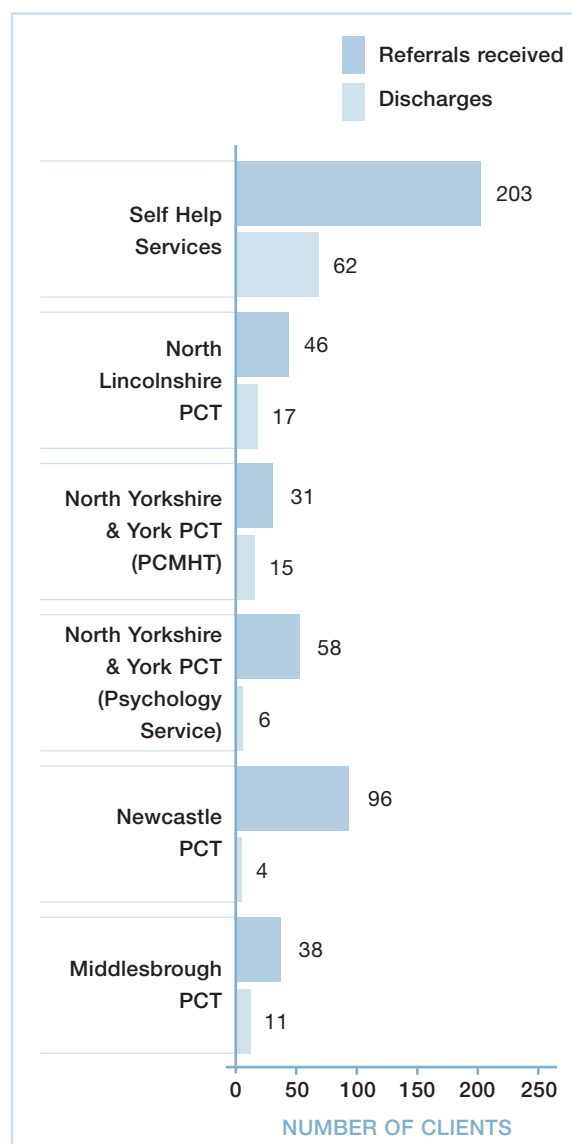 Referrals received
Discharges
Self Help
Services
203
62
North
Lincolnshire
PCT
46
17
North Yorkshire
& York PCT
(PCMHT)
31
15
North Yorkshire
& York PCT
(Psychology
Service)
58
6
Newcastle
PCT
96
4
Middlesbrough
PCT
38
11
0 50 100 150 200 250
NUMBER OF CLIENTS